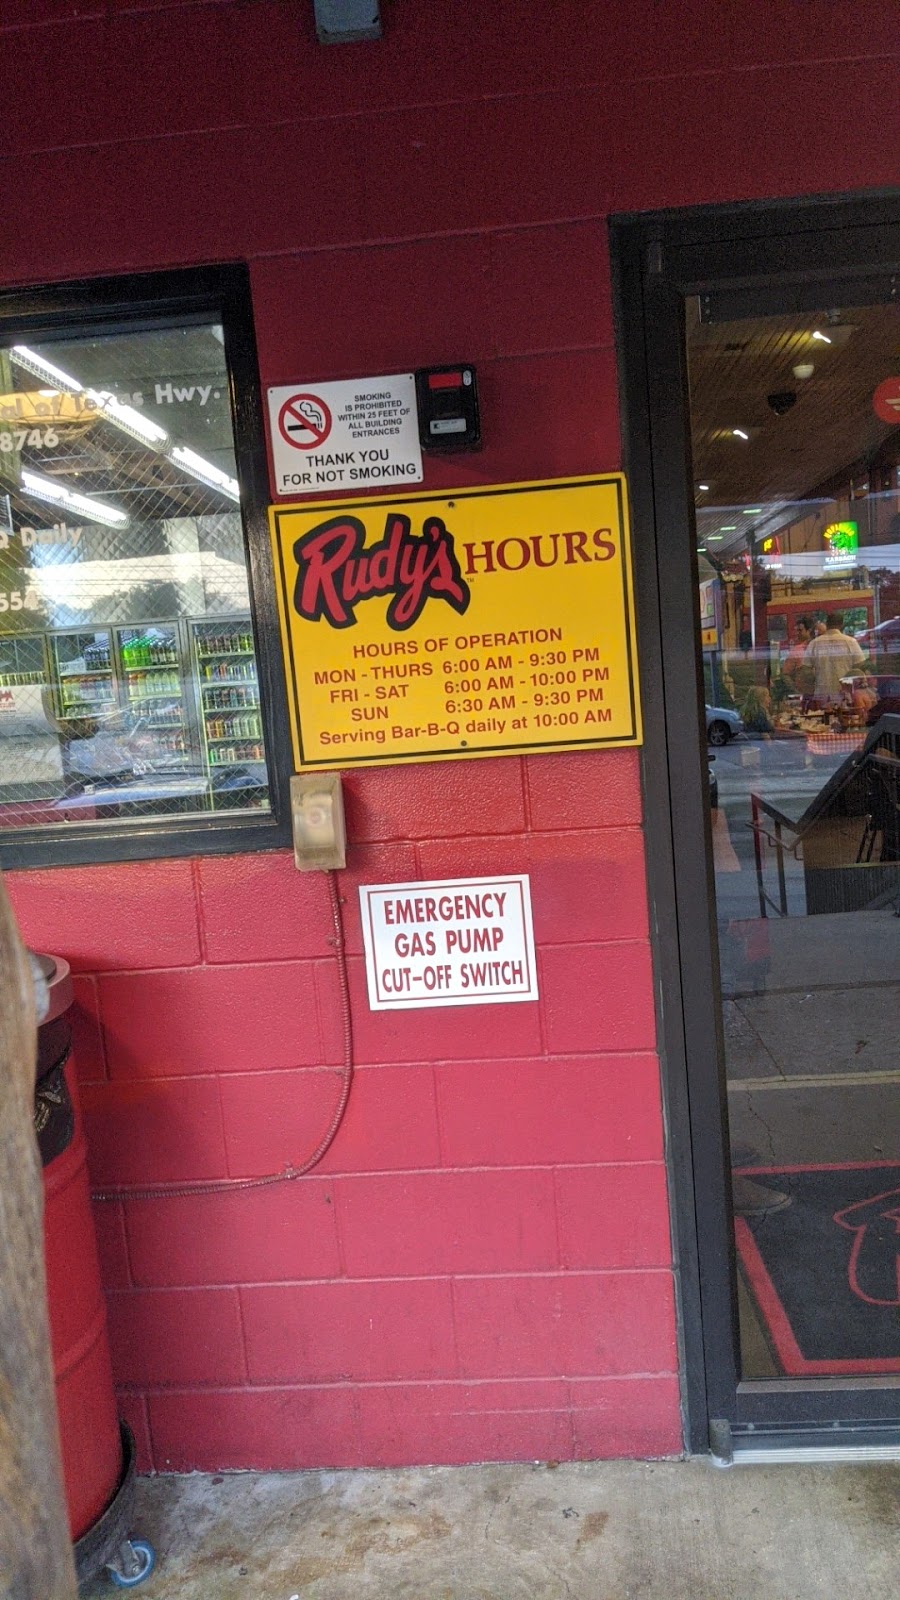 al of Texas Hwy.
8746
Daily
554
SMOKING
IS PROHIBITED
WITHIN 25 FEET OF
ALL BUILDING
ENTRANCES
THANK YOU
FOR NOT SMOKING
Rudy's HOURS
HOURS OF OPERATION
MON - THURS 6:00 AM - 9:30 PM
FRI - SAT 6:00 AM - 10:00 PM
SUN 6:30 AM - 9:30 PM
Serving Bar-B-Q daily at 10:00 AM
EMERGENCY
GAS PUMP
CUT-OFF SWITCH